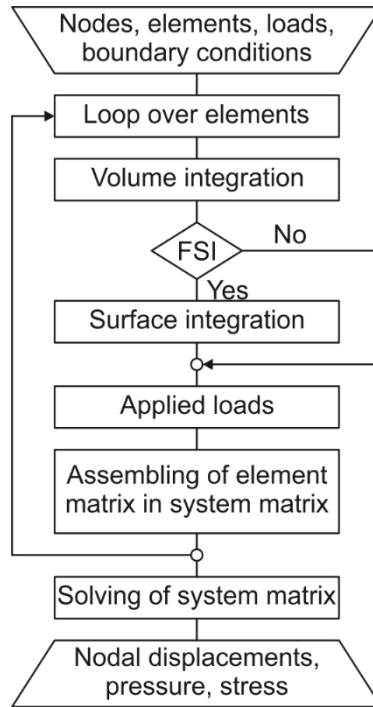 Nodes, elements, loads,
boundary conditions
Loop over elements
Volume integration
FSI
No
Yes
Surface integration
Applied loads
Assembling of element
matrix in system matrix
Solving of system matrix
Nodal displacements,
pressure, stress